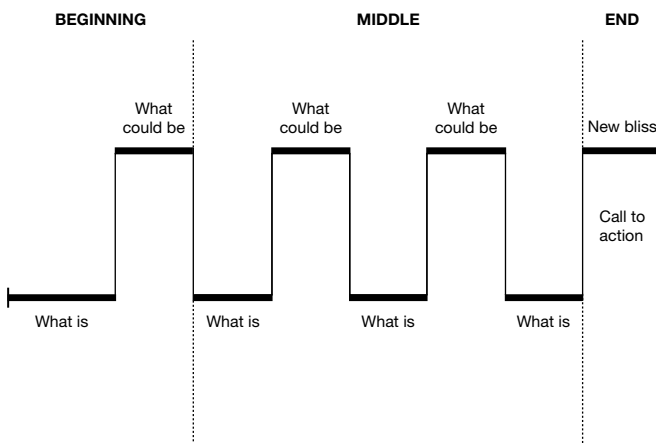 BEGINNING
MIDDLE
END
What
could be
What
could be
What
could be
New bliss
Call to
action
What is
What is
What is
What is